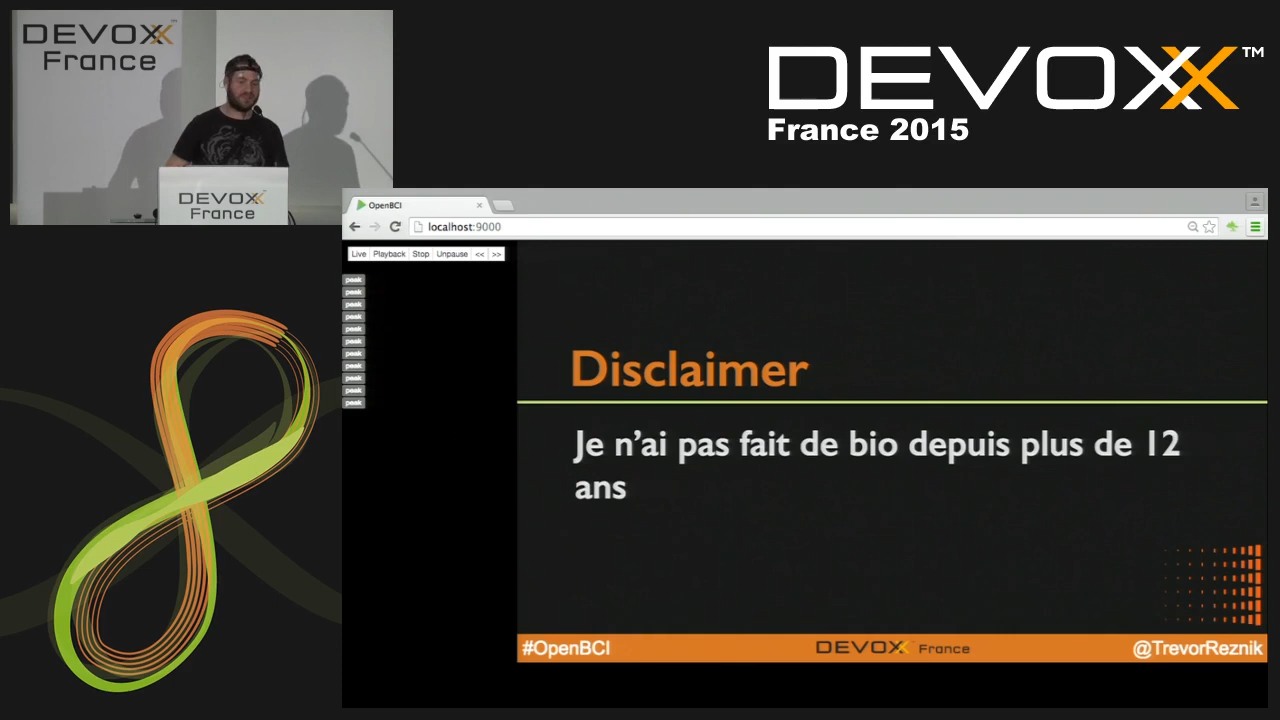 DEVOXX
France
DEVOXX
France
DEVOXX™
France 2015
OpenBCI
localhost:9000
Live Playback Stop Unpause << >>
peak
peak
peak
peak
peak
peak
peak
peak
peak
peak
peak
Disclaimer
Je n'ai pas fait de bio depuis plus de 12
ans
#OpenBCI DEVOXX France @TrevorReznik